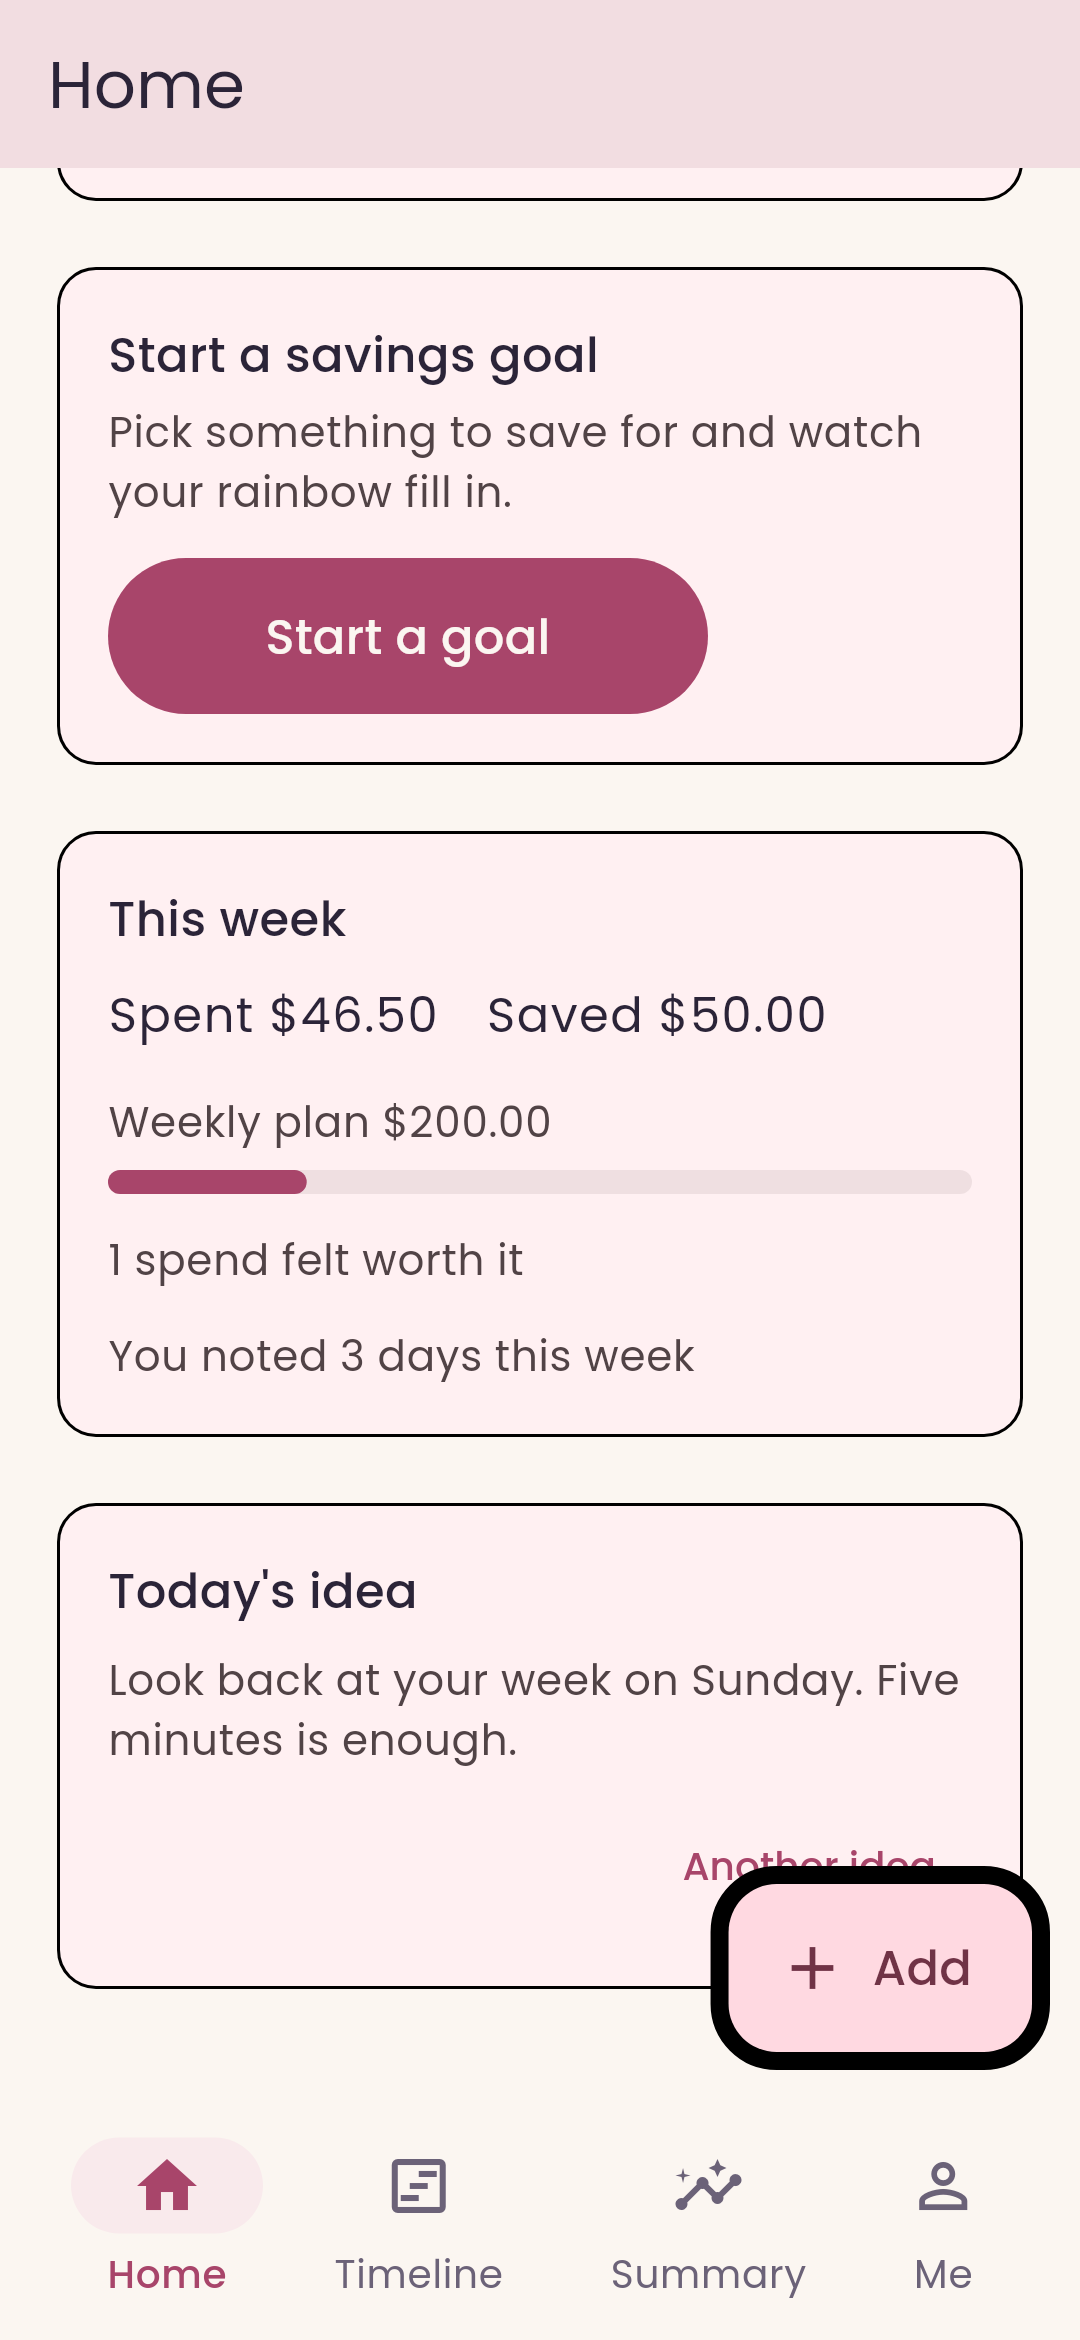 Home
Start a savings goal
Pick something to save for and watch
your rainbow fill in.
Start a goal
This week
Spent $46.50 Saved $50.00
Weekly plan $200.00
1 spend felt worth it
You noted 3 days this week
Today's idea
Look back at your week on Sunday. Five
minutes is enough.
Another idea
Add
Home
Timeline
Summary
Me